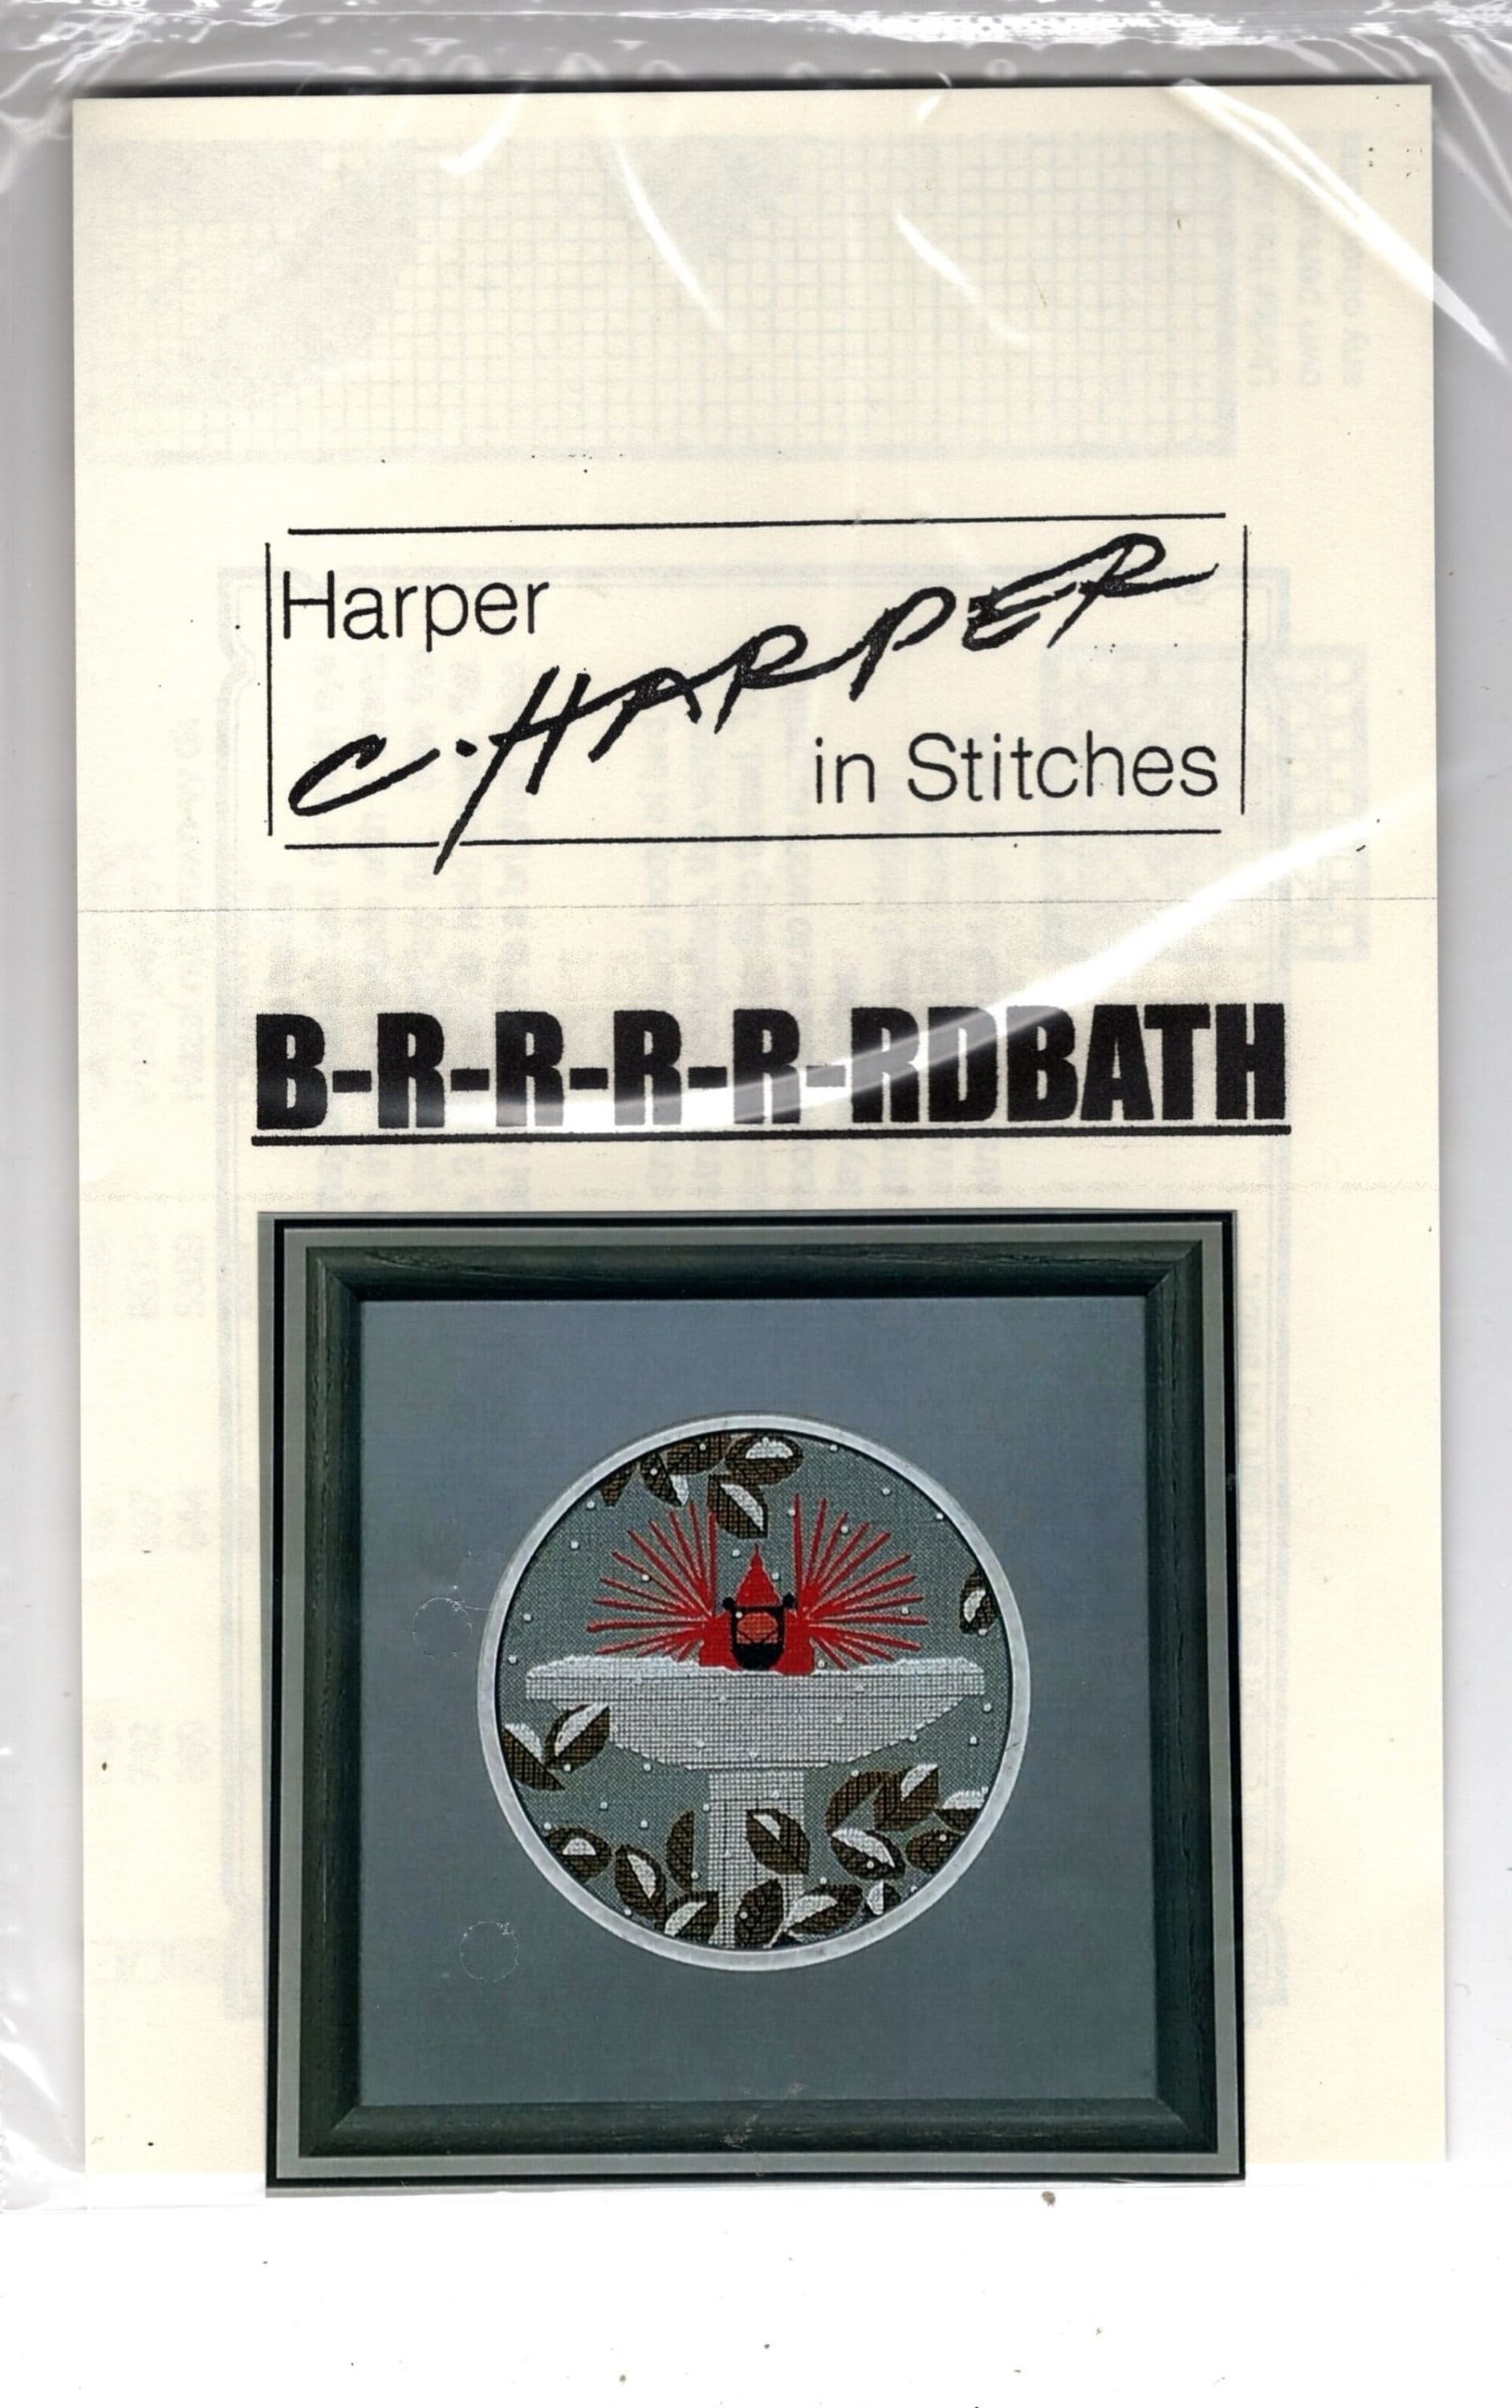 Harper
C. HARPER
in Stitches
B-R-R-R-R-RDBATH